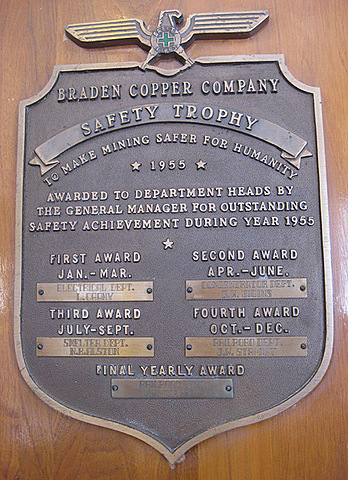 BRADEN COPPER COMPANY
SAFETY TROPHY
TO MAKE MINING SAFER FOR HUMANITY
★ 1955 ★
AWARDED TO DEPARTMENT HEADS BY
THE GENERAL MANAGER FOR OUTSTANDING
SAFETY ACHIEVEMENT DURING YEAR 1955
★
FIRST AWARD
JAN.-MAR.
ELECTRICAL DEPT.
SECOND AWARD
APR.-JUNE.
CONCENTRATOR DEPT.
THIRD AWARD
JULY-SEPT.
SMELTER DEPT.
FOURTH AWARD
OCT.-DEC.
RAILROAD DEPT.
FINAL YEARLY AWARD